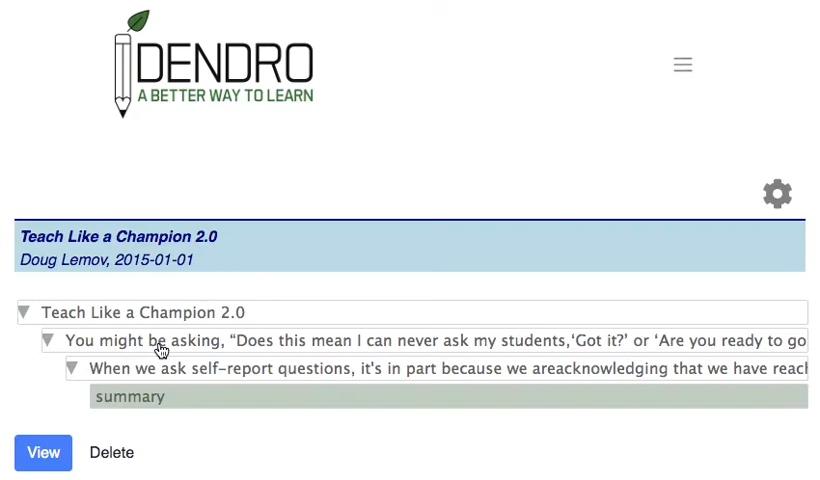 DENDRO
A BETTER WAY TO LEARN
Teach Like a Champion 2.0
Doug Lemov, 2015-01-01
Teach Like a Champion 2.0
You might be asking, “Does this mean I can never ask my students,‘Got it?’ or ‘Are you ready to go
When we ask self-report questions, it's in part because we areacknowledging that we have reach
summary
View Delete